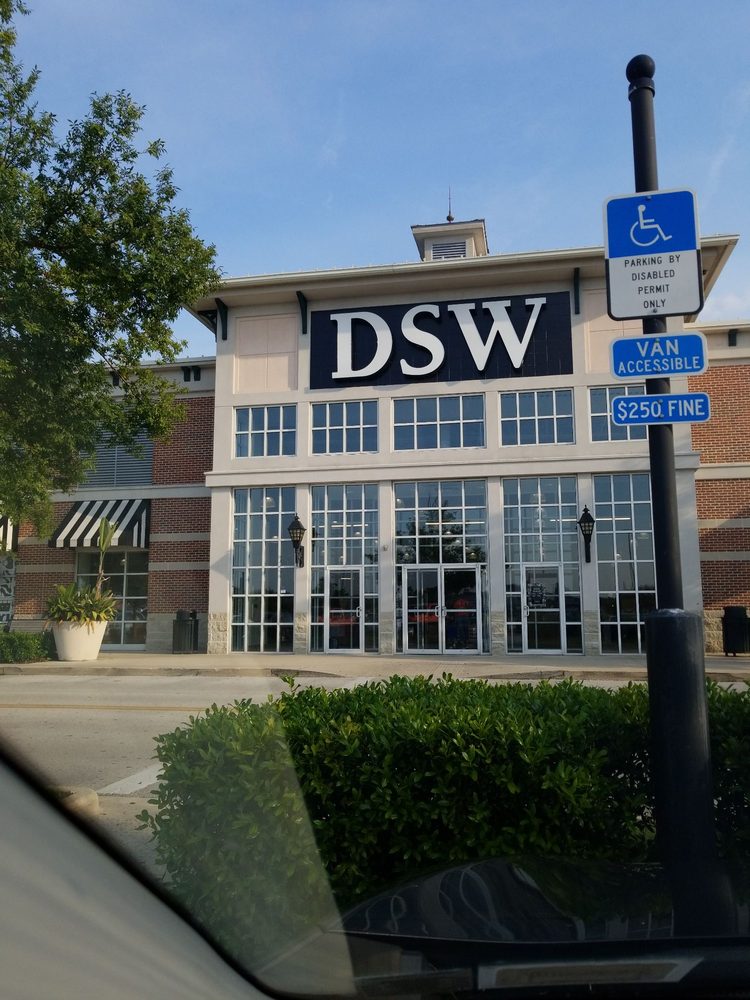 DSW
PARKING BY
DISABLED
PERMIT
ONLY
VAN
ACCESSIBLE
$250 FINE